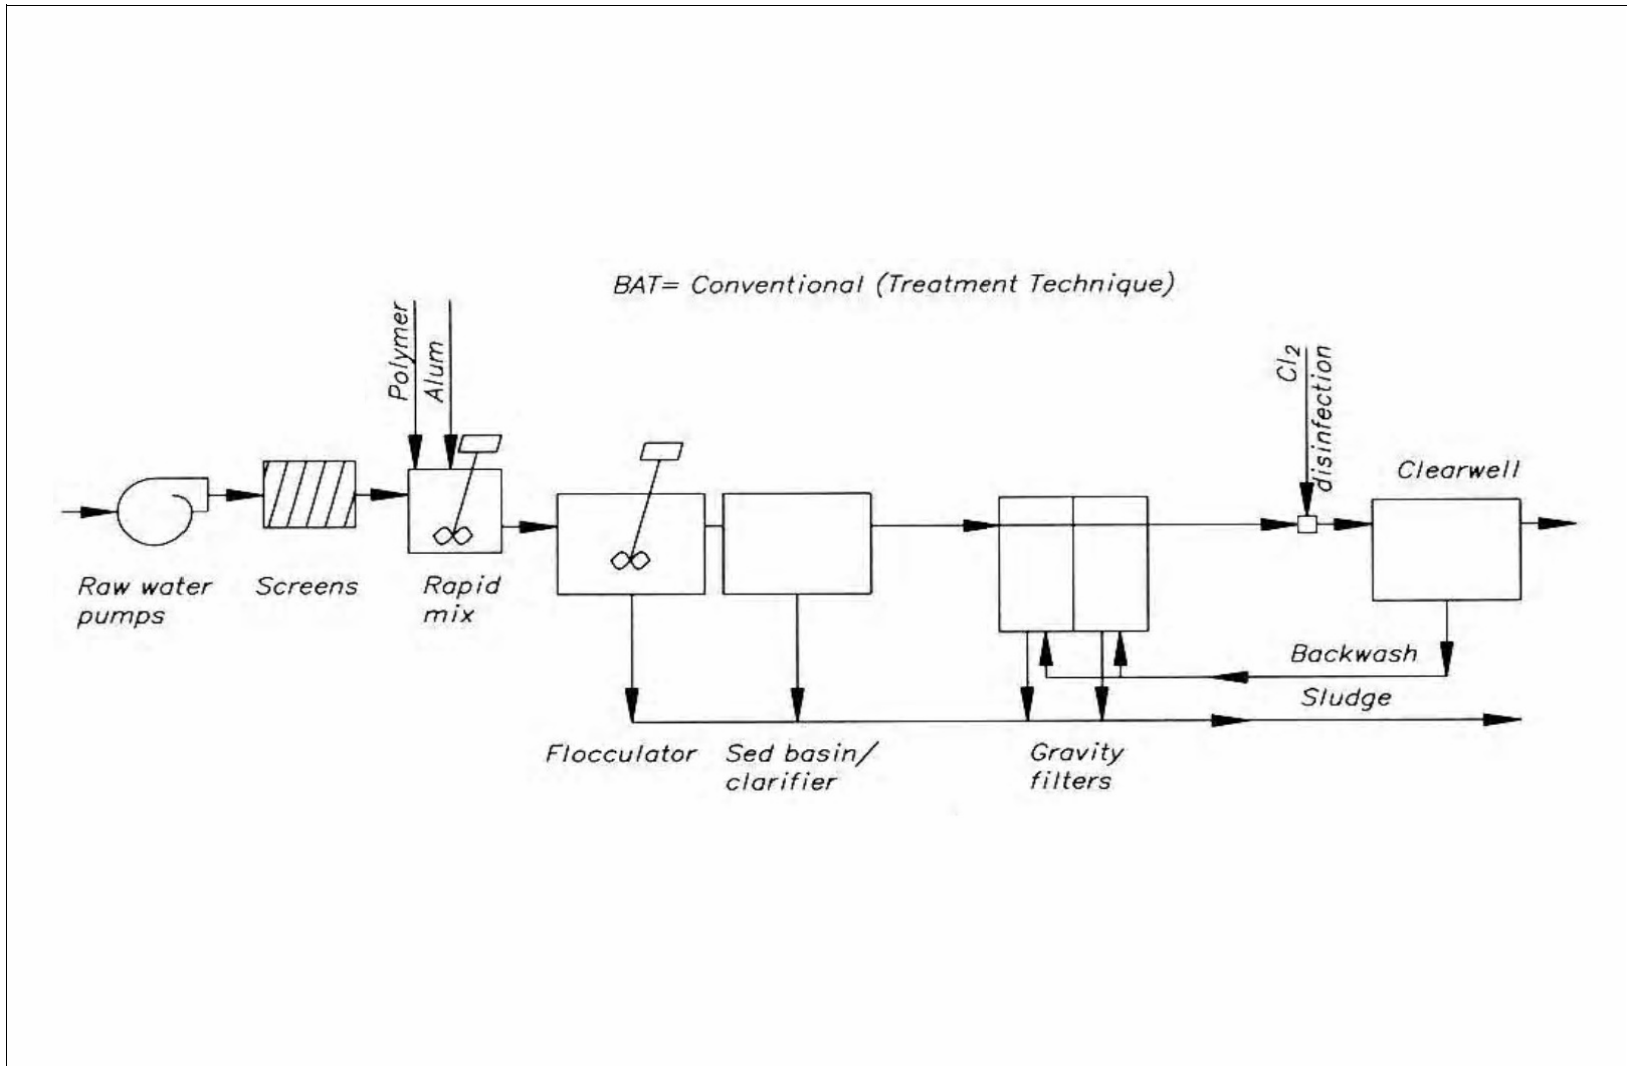 BAT= Conventional (Treatment Technique)
Polymer
Alum
Cl₂
disinfection
Clearwell
Raw water
pumps
Screens
Rapid
mix
Backwash
Sludge
Flocculator
Sed basin/
clarifier
Gravity
filters